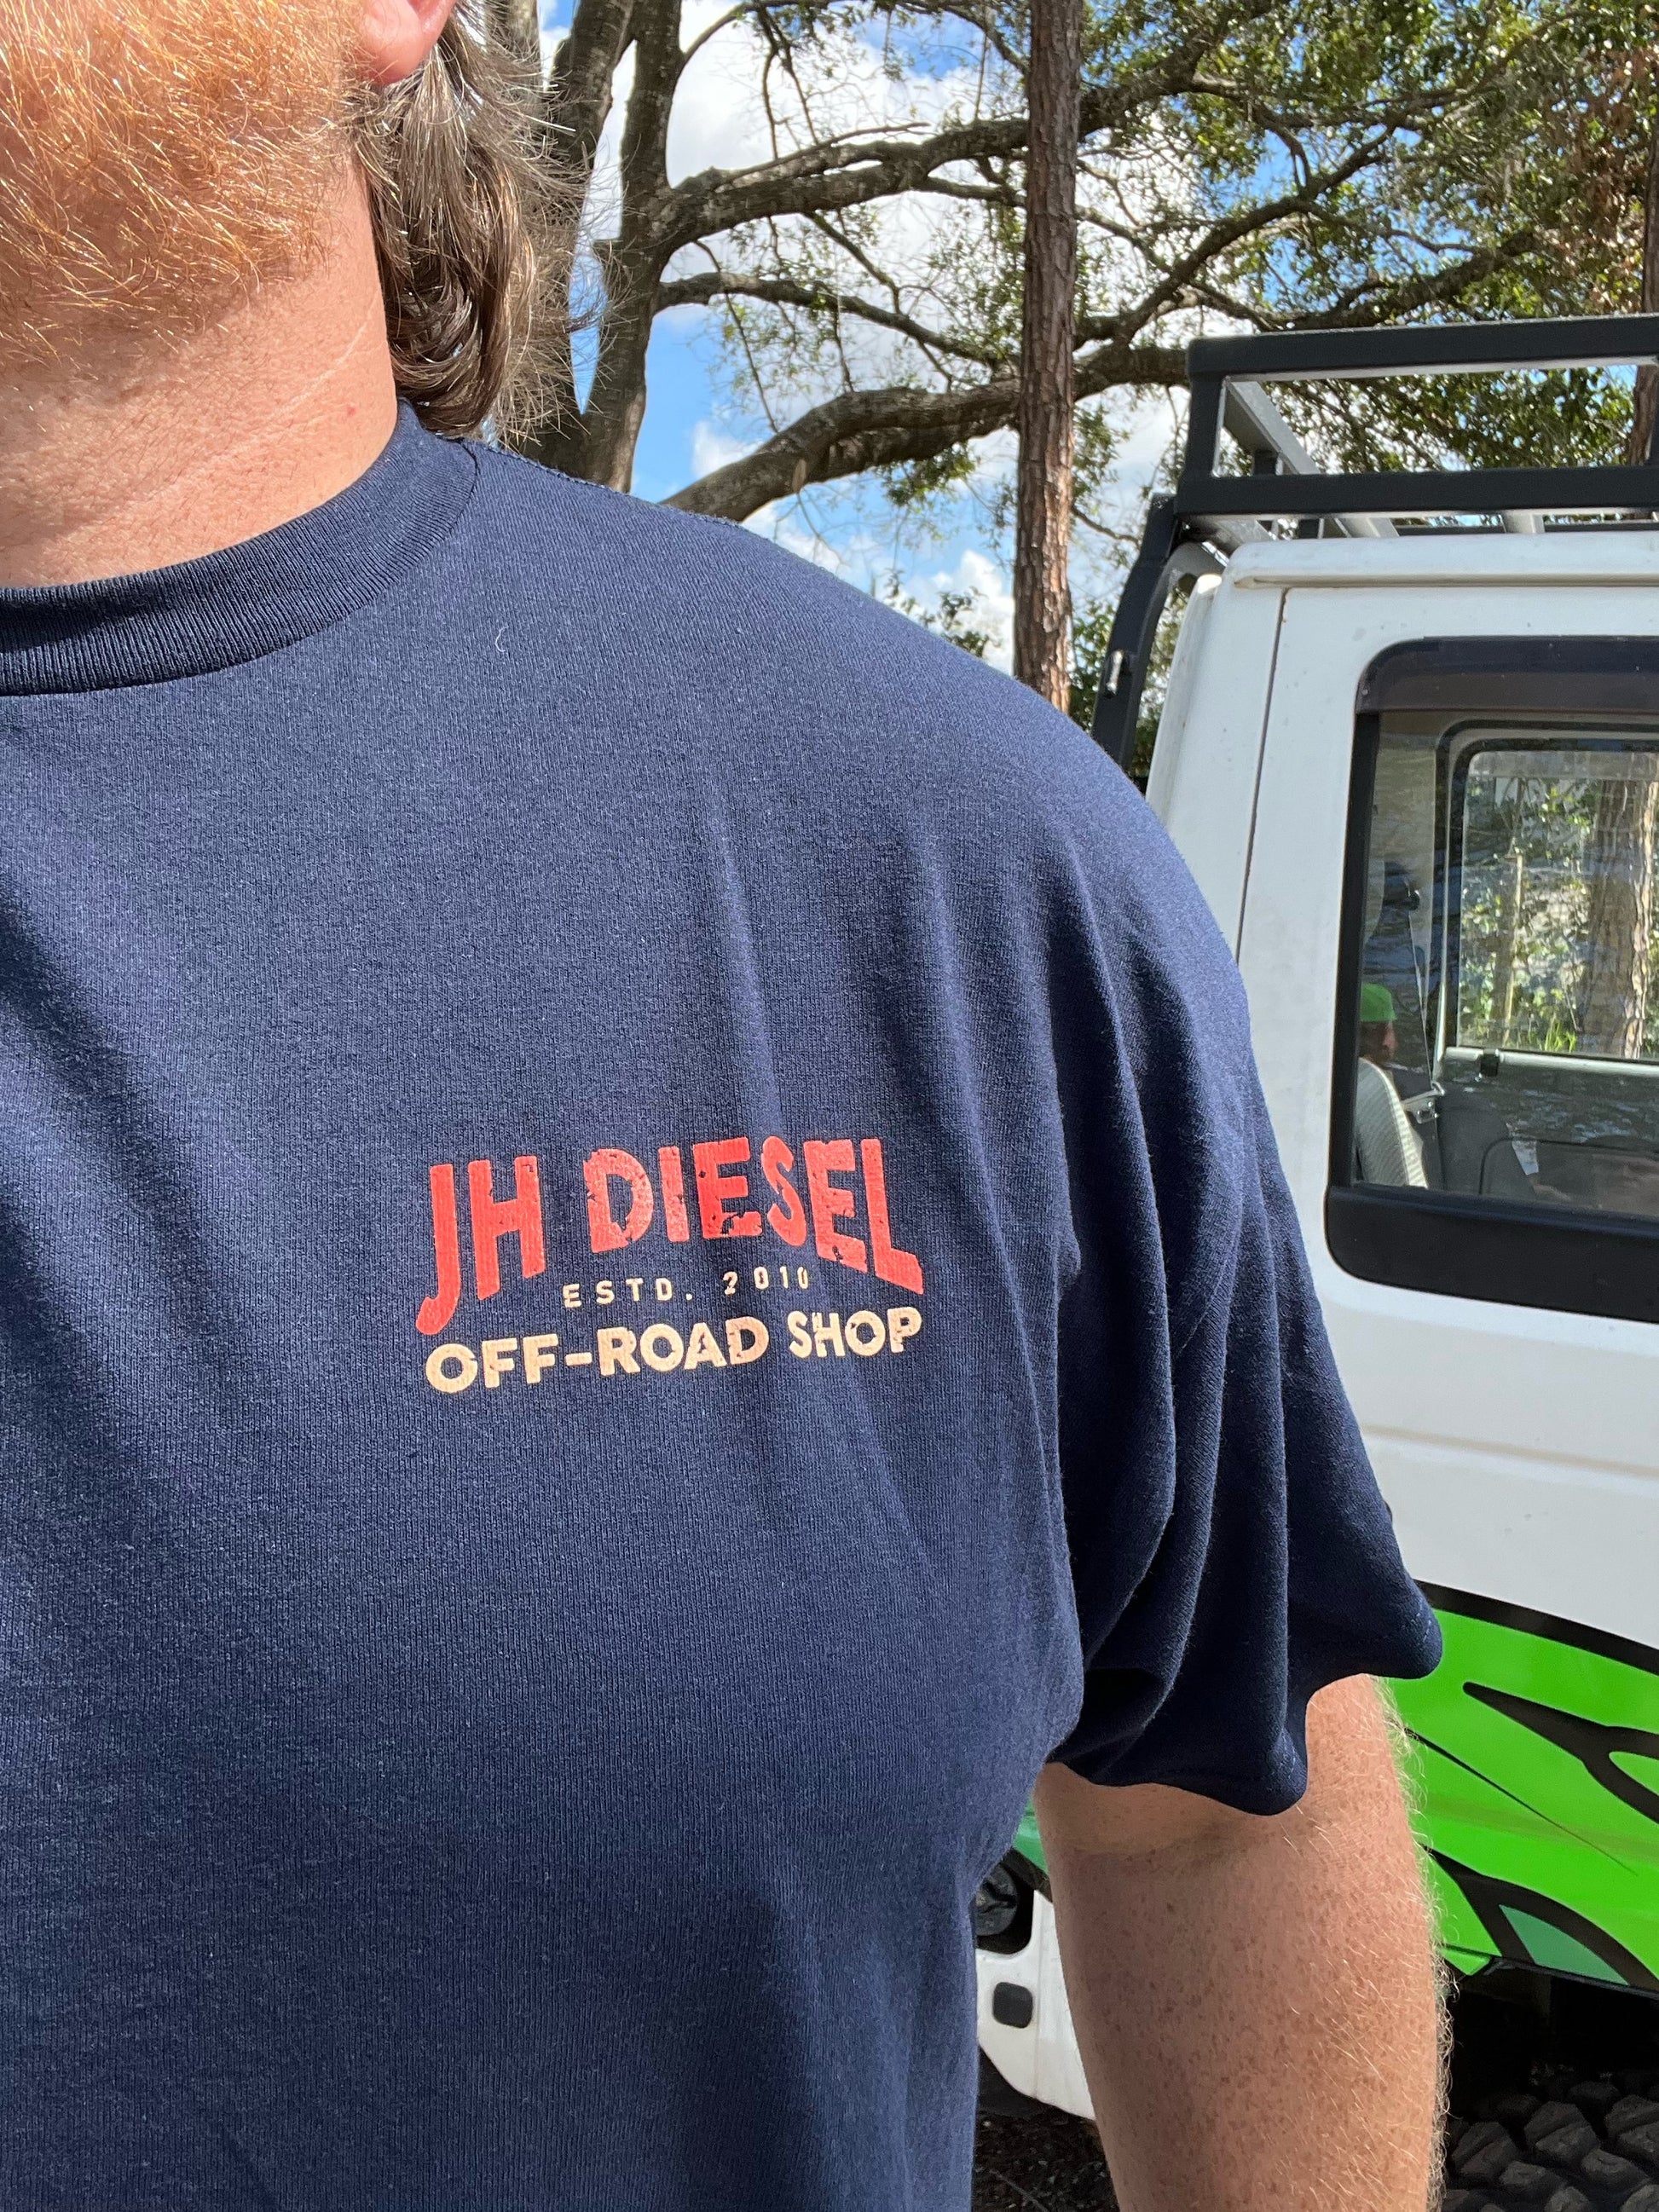 JH DIESEL
ESTD. 2010
OFF-ROAD SHOP